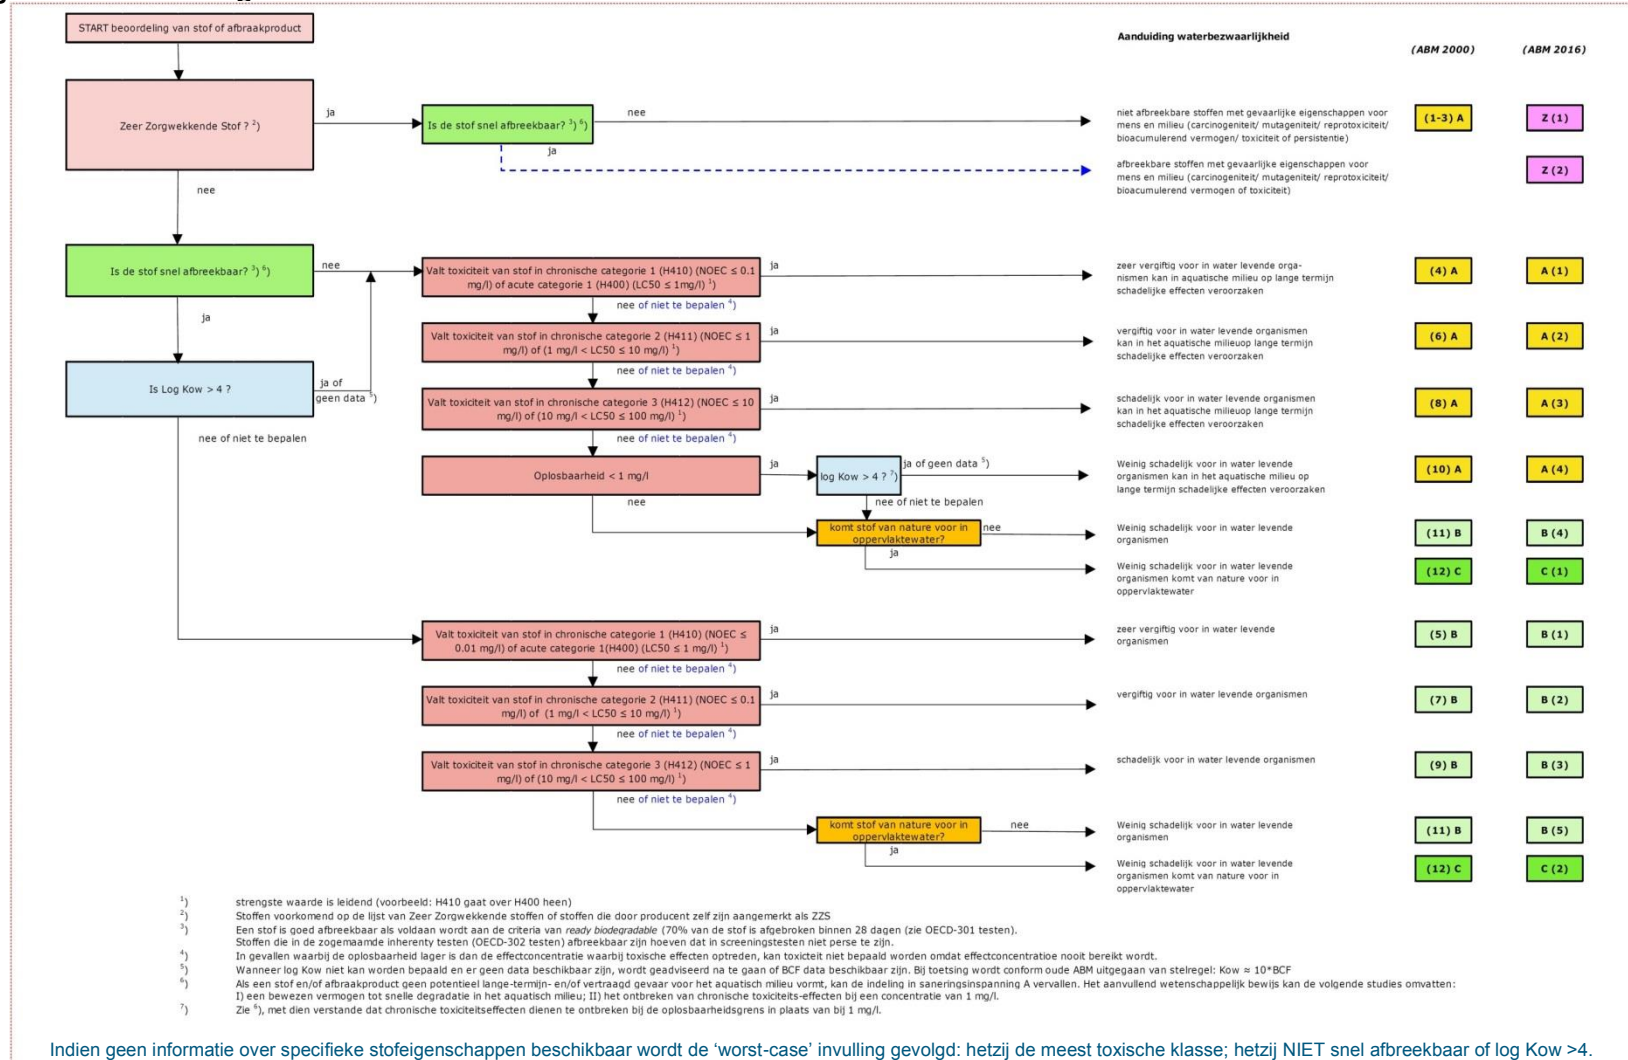 START beoordeling van stof of afbraakproduct
Aanduiding waterbezwaarlijkheid
(ABM 2000)
(ABM 2016)
Zeer Zorgwekkende Stof ? 2)
ja
Is de stof snel afbreekbaar? 3) 6)
nee
niet afbreekbare stoffen met gevaarlijke eigenschappen voor
mens en milieu (carcinogeniteit/ mutageniteit/ reprotoxiciteit/
bioacumulerend vermogen/ toxiciteit of persistentie)
(1-3) A
Z (1)
ja
afbreekbare stoffen met gevaarlijke eigenschappen voor
mens en milieu (carcinogeniteit/ mutageniteit/ reprotoxiciteit/
bioacumulerend vermogen of toxiciteit)
Z (2)
nee
Is de stof snel afbreekbaar? 3) 6)
nee
Valt toxiciteit van stof in chronische categorie 1 (H410) (NOEC ≤ 0.1
mg/l) of acute categorie 1 (H400) (LC50 ≤ 1mg/l) 1)
ja
zeer vergiftig voor in water levende orga-
nismen kan in aquatische milieu op lange termijn
schadelijke effecten veroorzaken
(4) A
A (1)
nee of niet te bepalen 4)
ja
Valt toxiciteit van stof in chronische categorie 2 (H411) (NOEC ≤ 1
mg/l) of (1 mg/l < LC50 ≤ 10 mg/l) 1)
ja
vergiftig voor in water levende organismen
kan in het aquatische milieuop lange termijn
schadelijke effecten veroorzaken
(6) A
A (2)
nee of niet te bepalen 4)
Is Log Kow > 4 ?
ja of
geen data 5)
Valt toxiciteit van stof in chronische categorie 3 (H412) (NOEC ≤ 10
mg/l) of (10 mg/l < LC50 ≤ 100 mg/l) 1)
ja
schadelijk voor in water levende organismen
kan in het aquatische milieuop lange termijn
schadelijke effecten veroorzaken
(8) A
A (3)
nee of niet te bepalen
nee of niet te bepalen 4)
Oplosbaarheid < 1 mg/l
ja
log Kow > 4 ? 7)
ja of geen data 5)
Weinig schadelijk voor in water levende
organismen kan in het aquatische milieu op
lange termijn schadelijke effecten veroorzaken
(10) A
A (4)
nee
nee of niet te bepalen
komt stof van nature voor in
oppervlaktewater?
nee
Weinig schadelijk voor in water levende
organismen
(11) B
B (4)
ja
Weinig schadelijk voor in water levende
organismen komt van nature voor in
oppervlaktewater
(12) C
C (1)
Valt toxiciteit van stof in chronische categorie 1 (H410) (NOEC ≤
0.01 mg/l) of acute categorie 1(H400) (LC50 ≤ 1 mg/l) 1)
ja
zeer vergiftig voor in water levende
organismen
(5) B
B (1)
nee of niet te bepalen 4)
Valt toxiciteit van stof in chronische categorie 2 (H411) (NOEC ≤ 0.1
mg/l) of (1 mg/l < LC50 ≤ 10 mg/l) 1)
ja
vergiftig voor in water levende organismen
(7) B
B (2)
nee of niet te bepalen 4)
Valt toxiciteit van stof in chronische categorie 3 (H412) (NOEC ≤ 1
mg/l) of (10 mg/l < LC50 ≤ 100 mg/l) 1)
ja
schadelijk voor in water levende organismen
(9) B
B (3)
nee of niet te bepalen 4)
komt stof van nature voor in
oppervlaktewater?
nee
Weinig schadelijk voor in water levende
organismen
(11) B
B (5)
ja
Weinig schadelijk voor in water levende
organismen komt van nature voor in
oppervlaktewater
(12) C
C (2)
1) strengste waarde is leidend (voorbeeld: H410 gaat over H400 heen)
2) Stoffen voorkomend op de lijst van Zeer Zorgwekkende stoffen of stoffen die door producent zelf zijn aangemerkt als ZZS
3) Een stof is goed afbreekbaar als voldaan wordt aan de criteria van ready biodegradable (70% van de stof is afgebroken binnen 28 dagen (zie OECD-301 testen).
Stoffen die in de zogemaamde inherenty testen (OECD-302 testen) afbreekbaar zijn hoeven dat in screeningstesten niet perse te zijn.
4) In gevallen waarbij de oplosbaarheid lager is dan de effectconcentratie waarbij toxische effecten optreden, kan toxiciteit niet bepaald worden omdat effectconcentratie nooit bereikt wordt.
5) Wanneer log Kow niet kan worden bepaald en er geen data beschikbaar zijn, wordt geadviseerd na te gaan of BCF data beschikbaar zijn. Bij toetsing wordt conform oude ABM uitgegaan van stelregel: Kow ≈ 10*BCF
6) Als een stof en/of afbraakproduct geen potentieel lange-termijn- en/of vertraagd gevaar voor het aquatisch milieu vormt, kan de indeling in saneringsinspanning A vervallen. Het aanvullend wetenschappelijk bewijs kan de volgende studies omvatten:
I) een bewezen vermogen tot snelle degradatie in het aquatisch milieu; II) het ontbreken van chronische toxiciteits-effecten bij een concentratie van 1 mg/l.
7) Zie 6), met dien verstande dat chronische toxiciteitseffecten dienen te ontbreken bij de oplosbaarheidsgrens in plaats van bij 1 mg/l.
Indien geen informatie over specifieke stofeigenschappen beschikbaar wordt de ‘worst-case’ invulling gevolgd: hetzij de meest toxische klasse; hetzij NIET snel afbreekbaar of log Kow >4.